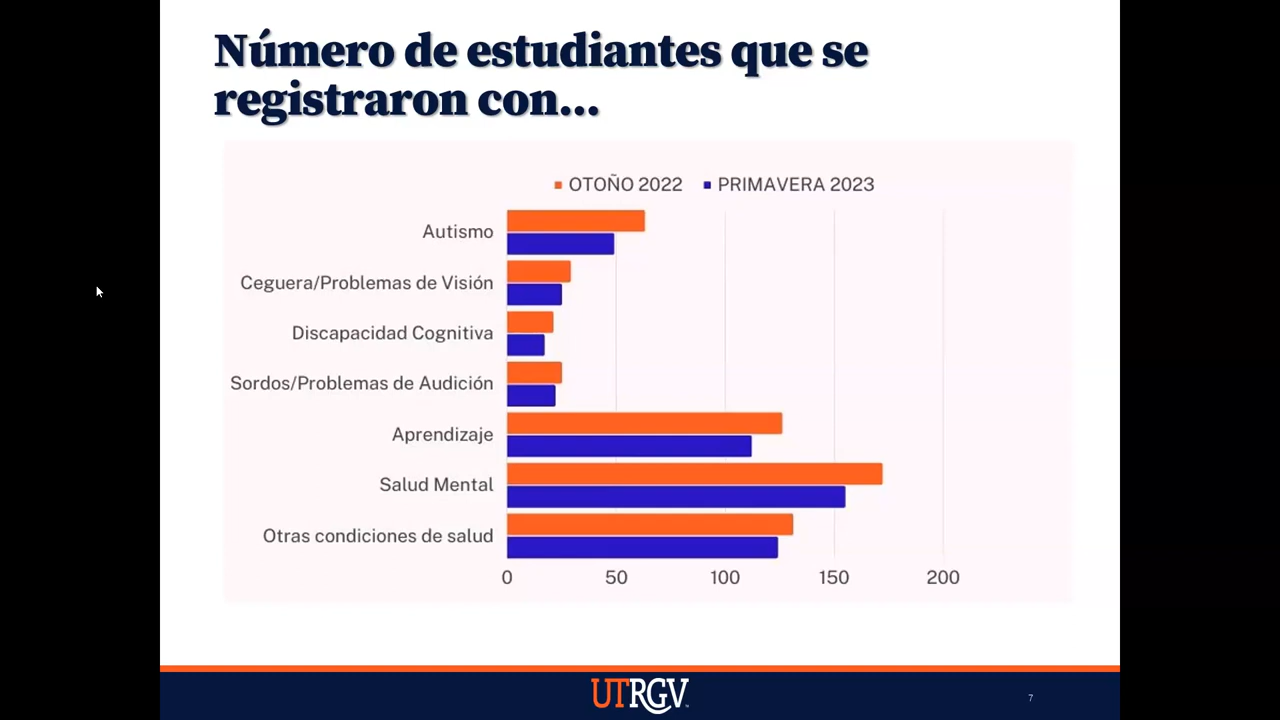 Número de estudiantes que se
registraron con...
OTOÑO 2022 PRIMAVERA 2023
Autismo
Ceguera/Problemas de Visión
Discapacidad Cognitiva
Sordos/Problemas de Audición
Aprendizaje
Salud Mental
Otras condiciones de salud
0 50 100 150 200
UTRGV
7